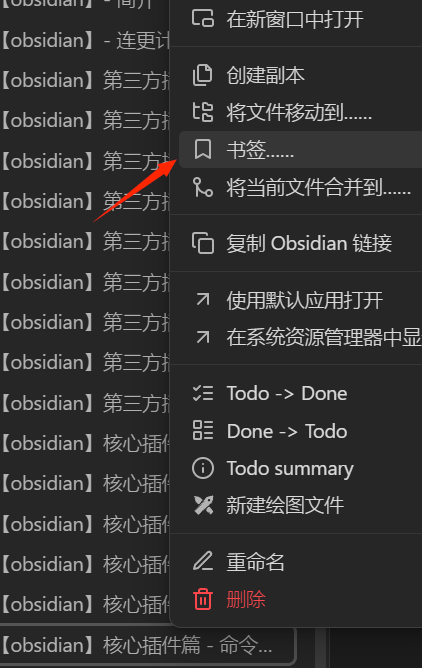 【obsidian】- 简介
在新窗口中打开
【obsidian】- 连更计
【obsidian】第三方插
创建副本
【obsidian】第三方插
将文件移动到......
【obsidian】第三方插
书签......
【obsidian】第三方插
将当前文件合并到......
【obsidian】第三方插
复制 Obsidian 链接
【obsidian】第三方插
使用默认应用打开
【obsidian】第三方插
在系统资源管理器中显
【obsidian】第三方插
【obsidian】第三方插
Todo -> Done
【obsidian】核心插件
Done -> Todo
【obsidian】核心插件
Todo summary
【obsidian】核心插件
新建绘图文件
【obsidian】核心插件
重命名
【obsidian】核心插件
删除
【obsidian】核心插件篇 - 命令...